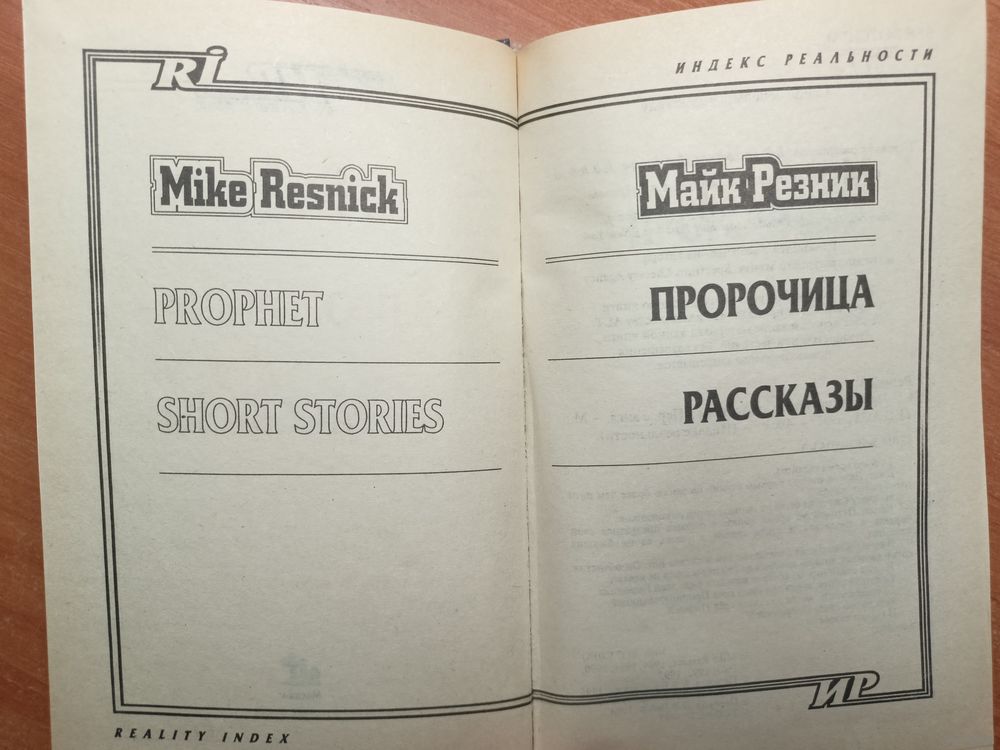 Ri
Mike Resnick
PROPHET
SHORT STORIES
REALITY INDEX
ИНДЕКС РЕАЛЬНОСТИ
Майк Резник
ПРОРОЧИЦА
РАССКАЗЫ
ИР